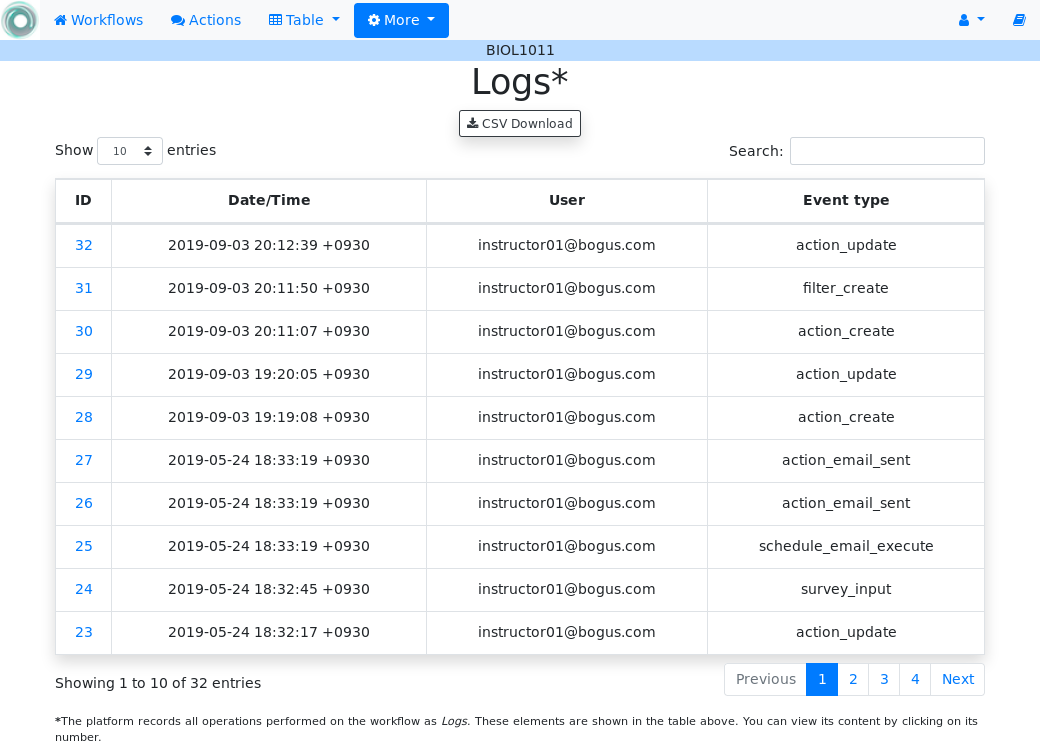 Workflows Actions Table More
BIOL1011
Logs*
CSV Download
Show 10 entries Search:
ID Date/Time User Event type
32 2019-09-03 20:12:39 +0930 instructor01@bogus.com action_update
31 2019-09-03 20:11:50 +0930 instructor01@bogus.com filter_create
30 2019-09-03 20:11:07 +0930 instructor01@bogus.com action_create
29 2019-09-03 19:20:05 +0930 instructor01@bogus.com action_update
28 2019-09-03 19:19:08 +0930 instructor01@bogus.com action_create
27 2019-05-24 18:33:19 +0930 instructor01@bogus.com action_email_sent
26 2019-05-24 18:33:19 +0930 instructor01@bogus.com action_email_sent
25 2019-05-24 18:33:19 +0930 instructor01@bogus.com schedule_email_execute
24 2019-05-24 18:32:45 +0930 instructor01@bogus.com survey_input
23 2019-05-24 18:32:17 +0930 instructor01@bogus.com action_update
Showing 1 to 10 of 32 entries Previous 1 2 3 4 Next
*The platform records all operations performed on the workflow as Logs. These elements are shown in the table above. You can view its content by clicking on its
number.